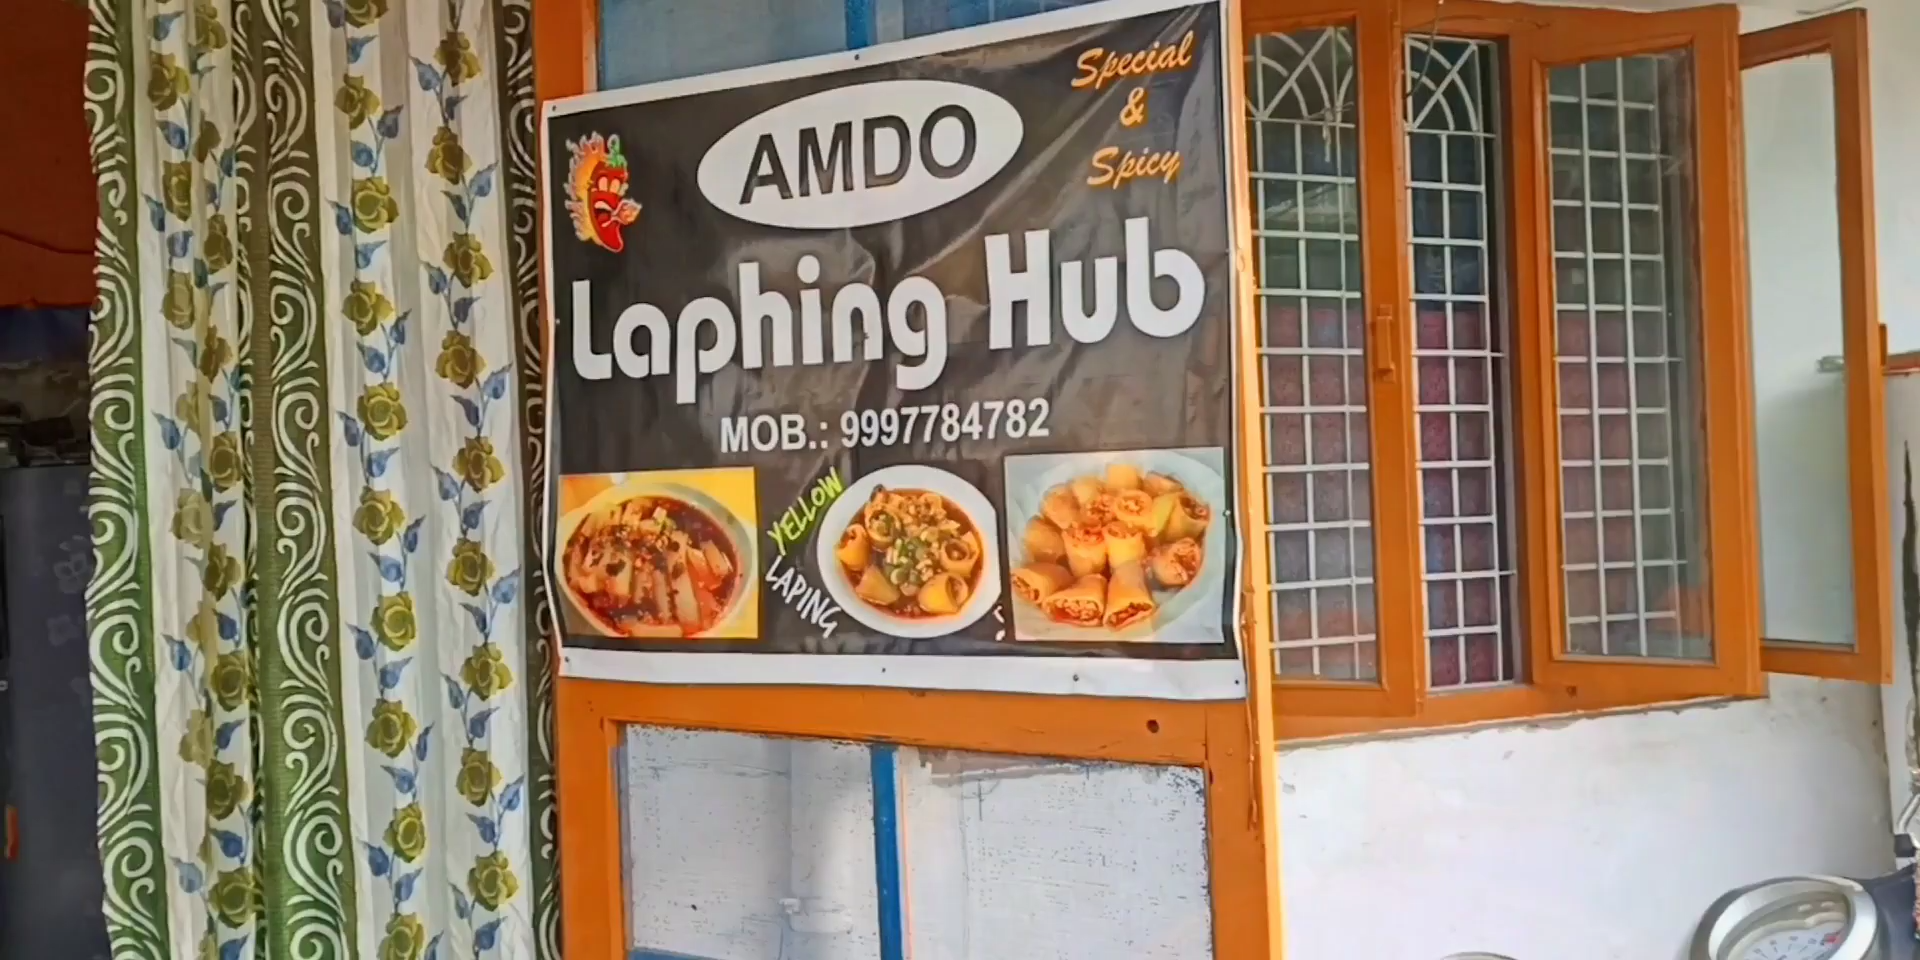 AMDO
Special
&
Spicy
Laphing Hub
MOB.: 9997784782
YELLOW
LAPING